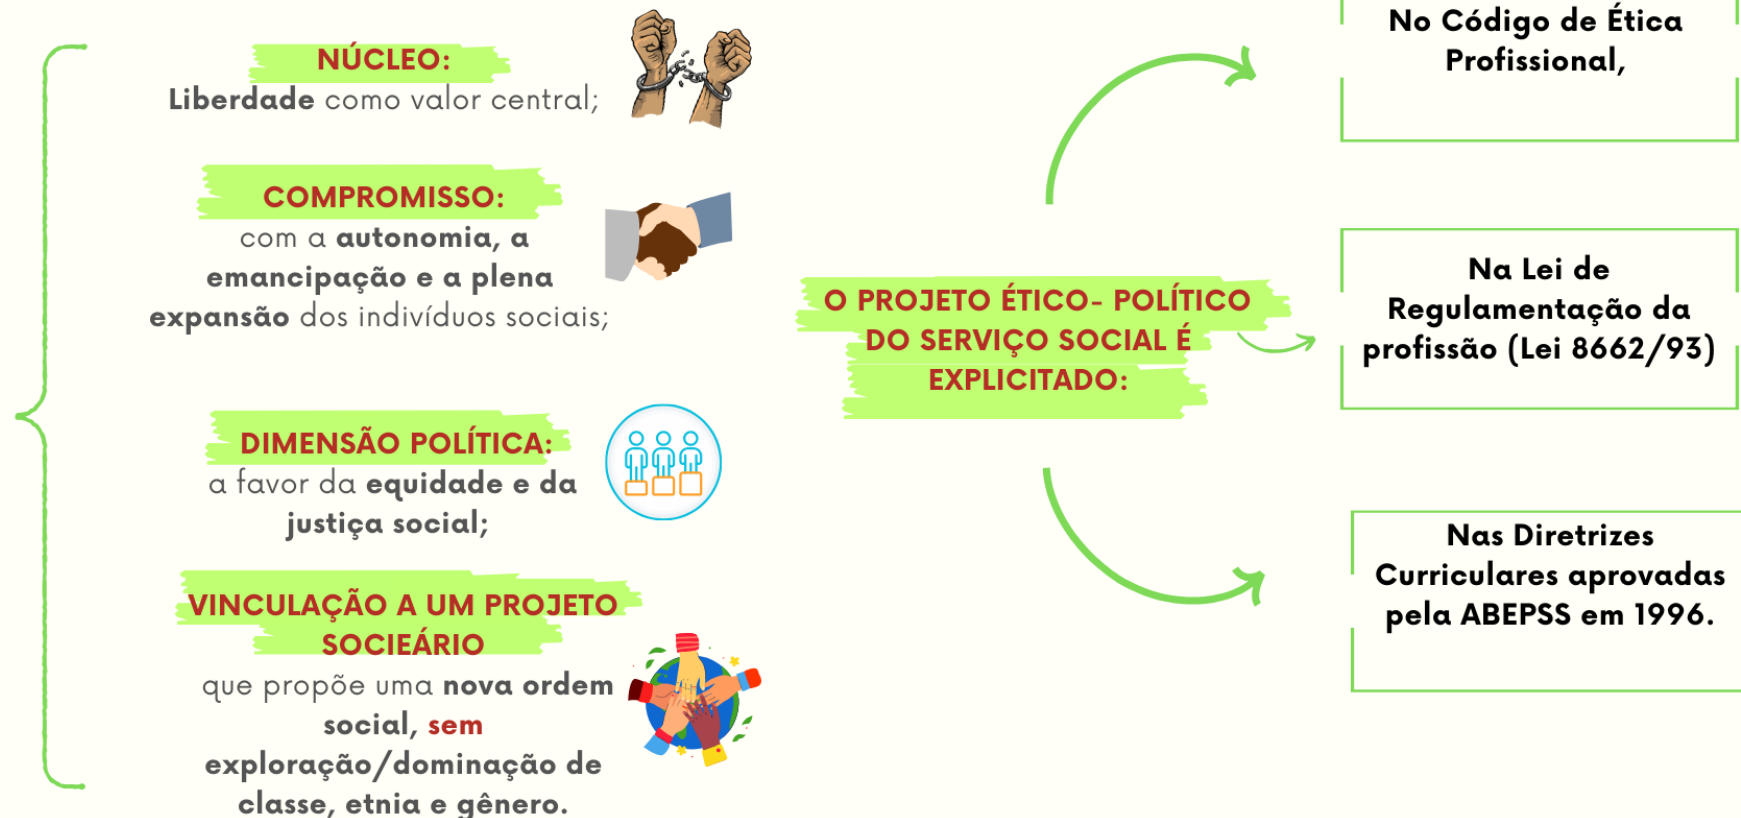 NÚCLEO:
Liberdade como valor central;
COMPROMISSO:
com a autonomia, a
emancipação e a plena
expansão dos indivíduos sociais;
DIMENSÃO POLÍTICA:
a favor da equidade e da
justiça social;
VINCULAÇÃO A UM PROJETO
SOCIEÁRIO
que propõe uma nova ordem
social, sem
exploração/dominação de
classe, etnia e gênero.
O PROJETO ÉTICO- POLÍTICO
DO SERVIÇO SOCIAL É
EXPLICITADO:
No Código de Ética
Profissional,
Na Lei de
Regulamentação da
profissão (Lei 8662/93)
Nas Diretrizes
Curriculares aprovadas
pela ABEPSS em 1996.